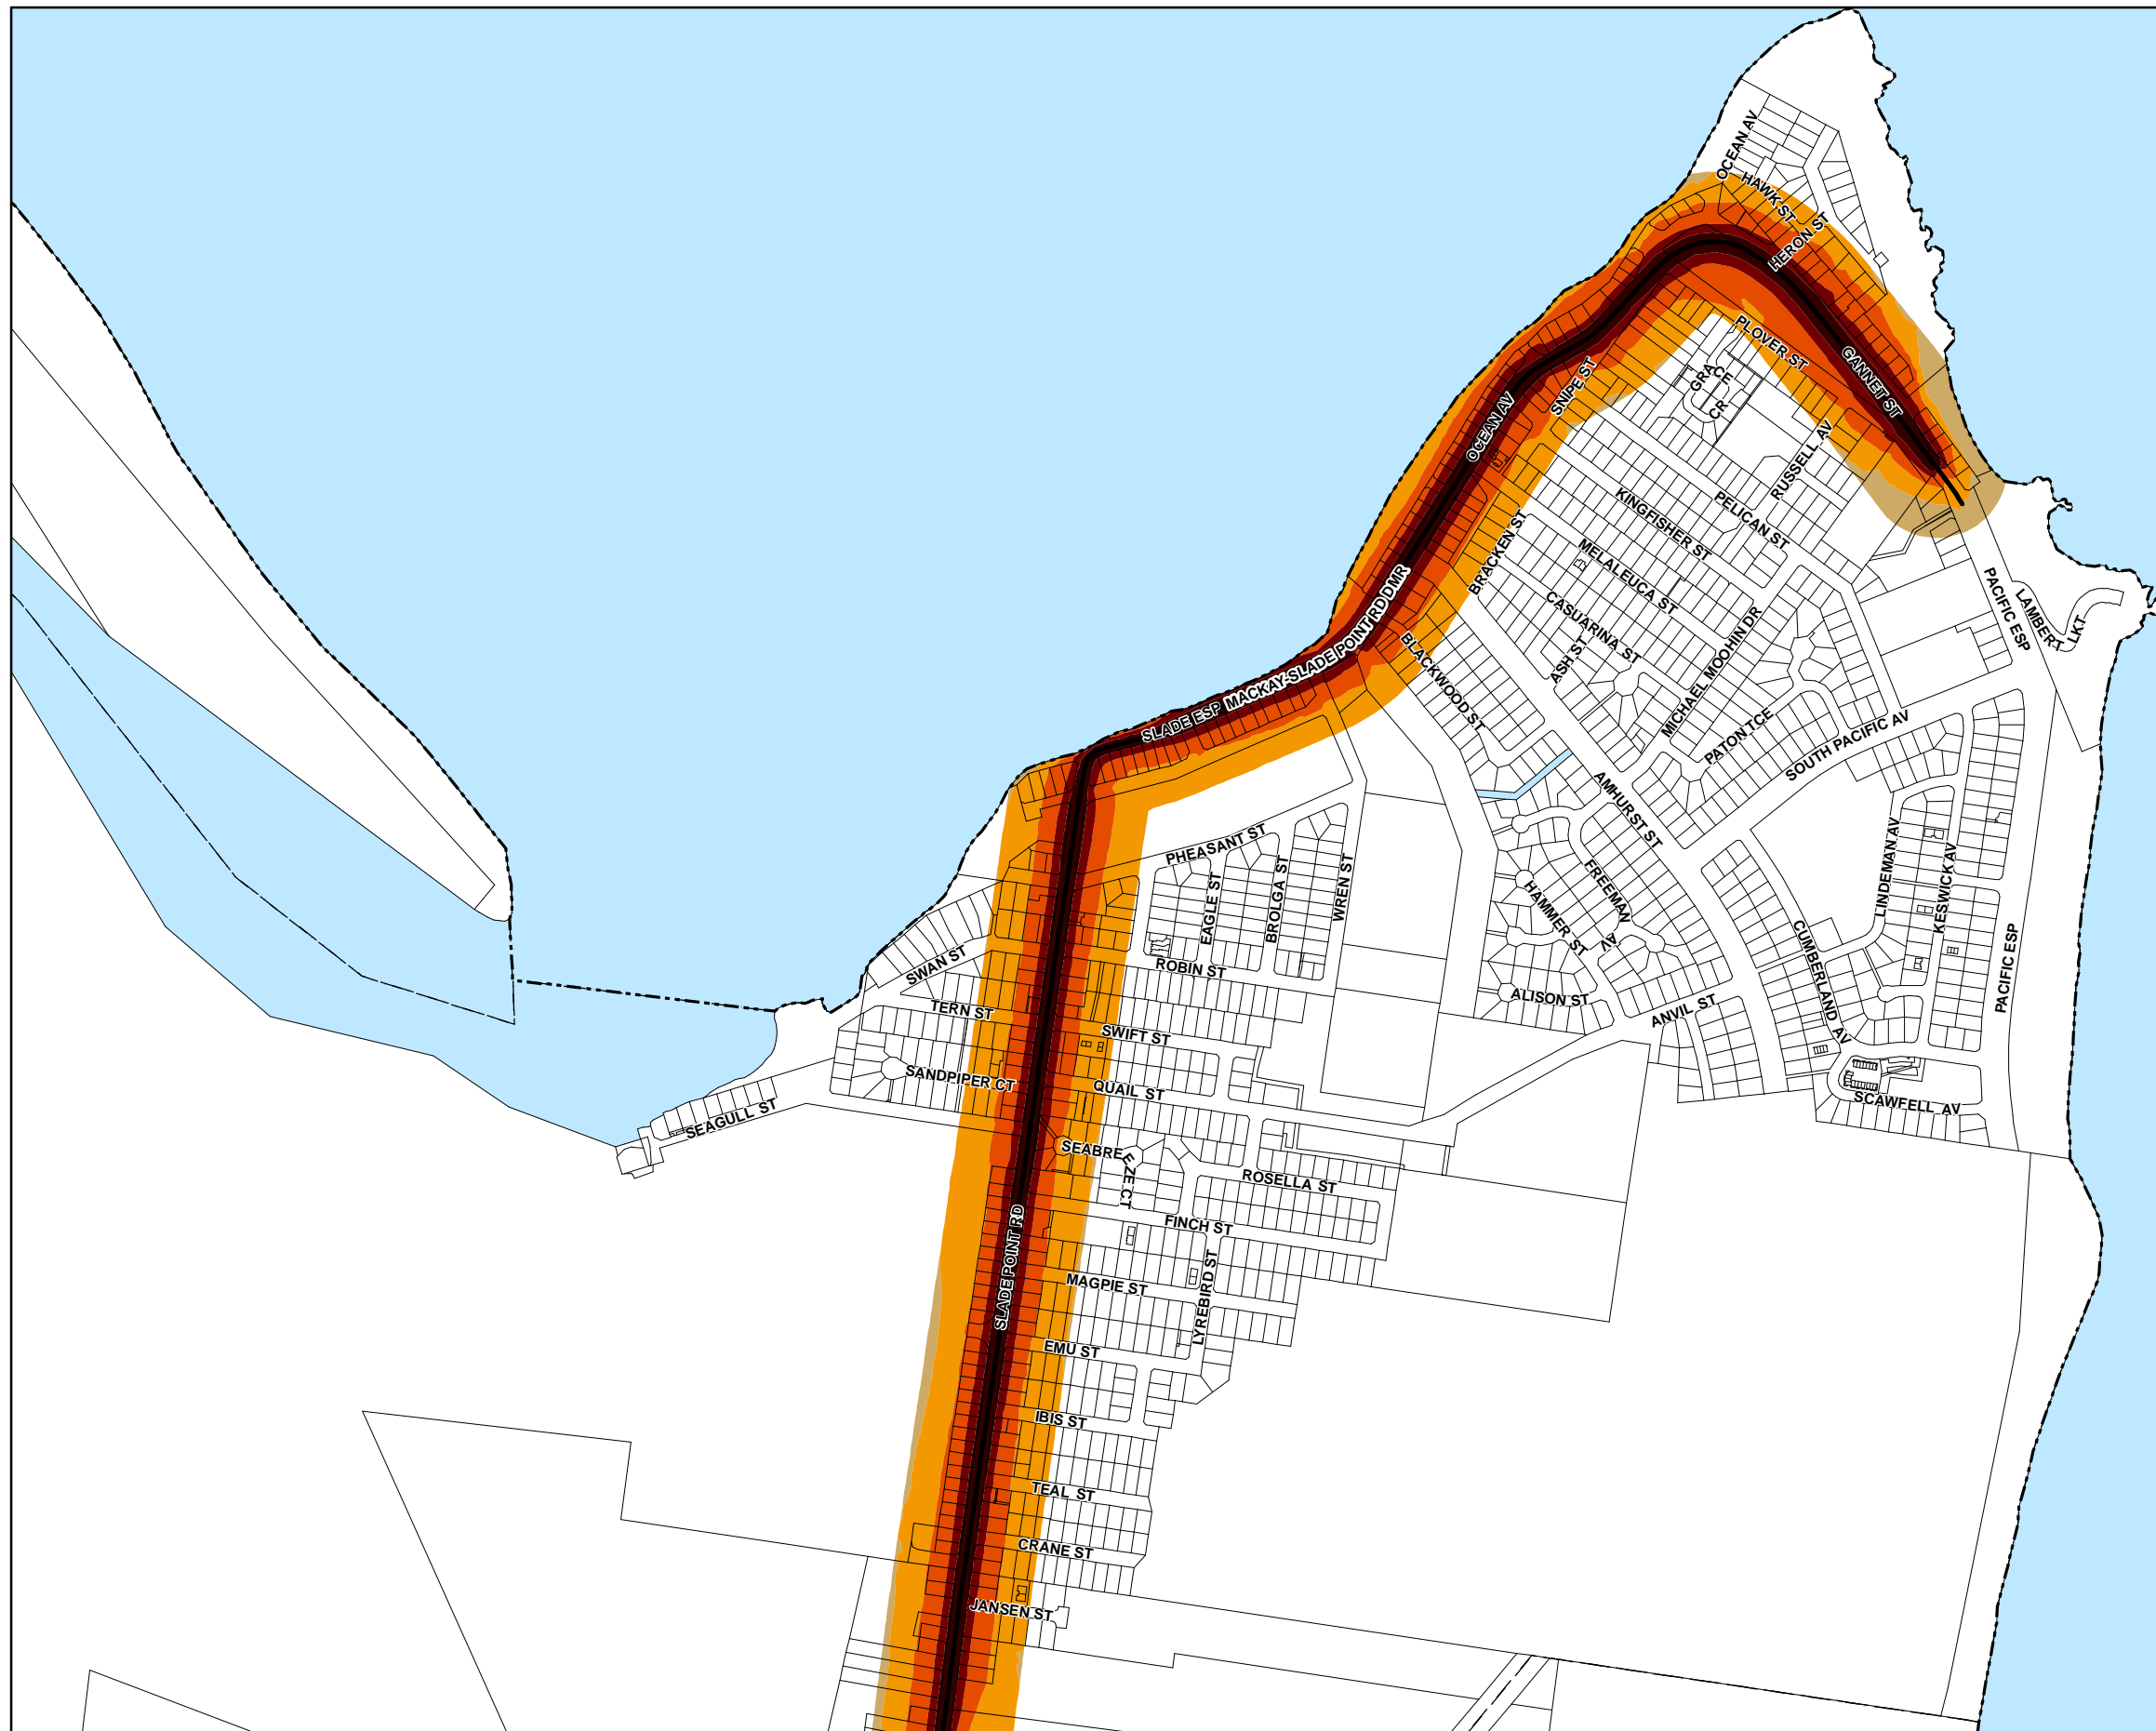 OCEAN AV
HAWK ST
HERON ST
PLOVER ST
GANNET ST
GRACE CR
SNIPE ST
OCEAN AV
RUSSELL AV
PELICAN ST
KINGFISHER ST
BRACKEN ST
MELALEUCA ST
CASUARINA ST
ASH ST
MICHAEL MOOHIN DR
PACIFIC ESP
LAMBERT LKT
BLACKWOOD ST
SLADE ESP MACKAY-SLADE POINT RD DMR
PATON TCE
SOUTH PACIFIC AV
AMHURST ST
PHEASANT ST
EAGLE ST
BROLGA ST
WREN ST
FREEMAN AV
HAMMER ST
LINDEMAN AV
KESWICK AV
CUMBERLAND AV
PACIFIC ESP
SWAN ST
ROBIN ST
TERN ST
ALISON ST
ANVIL ST
SWIFT ST
SANDPIPER CT
QUAIL ST
SCAWFELL AV
SEAGULL ST
SEABREEZE CT
ROSELLA ST
FINCH ST
SLADE POINT RD
MAGPIE ST
LYREBIRD ST
EMU ST
IBIS ST
TEAL ST
CRANE ST
JANSEN ST